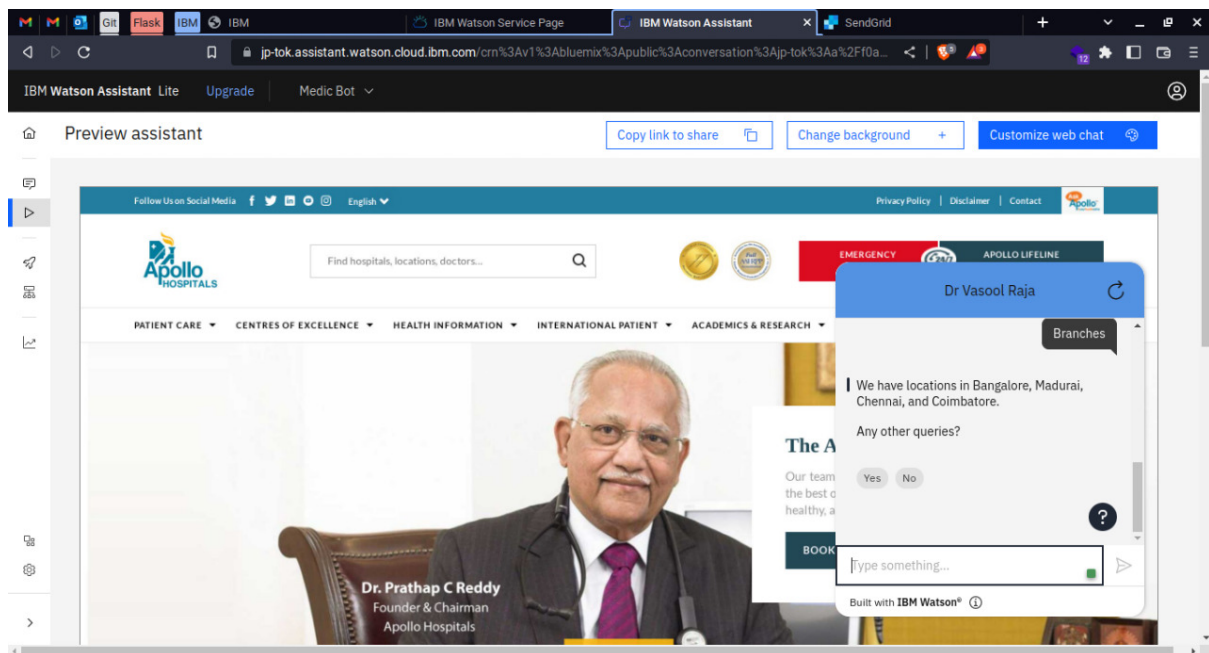 Git Flask IBM IBM IBM Watson Service Page IBM Watson Assistant SendGrid
jp-tok.assistant.watson.cloud.ibm.com/crn%3Av1%3Abluemix%3Apublic%3Aconversation%3Ajp-tok%3Aa%2Ff0a... 12
IBM Watson Assistant Lite Upgrade Medic Bot
Preview assistant Copy link to share Change background + Customize web chat
Follow Us on Social Media English Privacy Policy | Disclaimer | Contact Ask Apollo
Apollo
HOSPITALS
Find hospitals, locations, doctors...
EMERGENCY 24/7 APOLLO LIFELINE
PATIENT CARE CENTRES OF EXCELLENCE HEALTH INFORMATION INTERNATIONAL PATIENT ACADEMICS & RESEARCH
Dr. Prathap C Reddy
Founder & Chairman
Apollo Hospitals
The A
Our team
the best o
healthy, a
BOOK
Dr Vasool Raja
Branches
We have locations in Bangalore, Madurai,
Chennai, and Coimbatore.
Any other queries?
Yes No
?
Type something...
Built with IBM Watson®